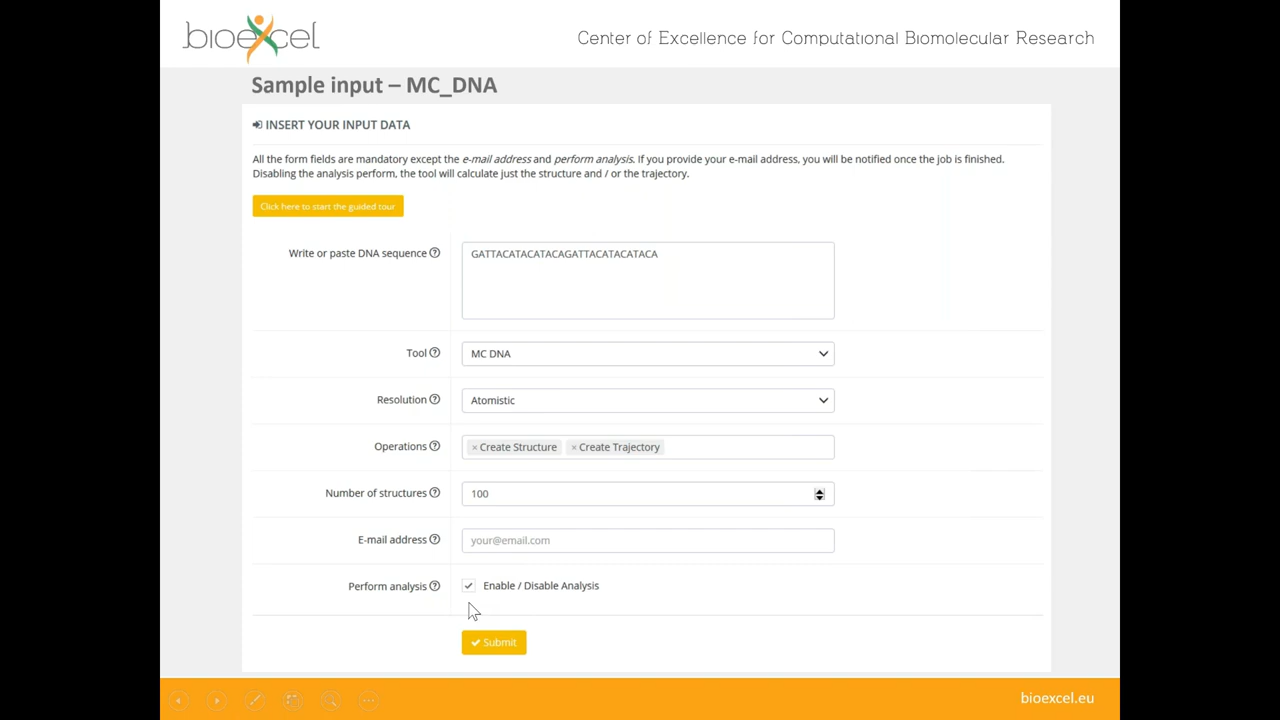 bioexcel
Center of Excellence for Computational Biomolecular Research
Sample input – MC_DNA
INSERT YOUR INPUT DATA
All the form fields are mandatory except the e-mail address and perform analysis. If you provide your e-mail address, you will be notified once the job is finished.
Disabling the analysis perform, the tool will calculate just the structure and / or the trajectory.
Click here to start the guided tour
Write or paste DNA sequence ?
GATTACATACATACAGATTACATACATACA
Tool ?
MC DNA
Resolution ?
Atomistic
Operations ?
× Create Structure × Create Trajectory
Number of structures ?
100
E-mail address ?
your@email.com
Perform analysis ?
Enable / Disable Analysis
Submit
bioexcel.eu